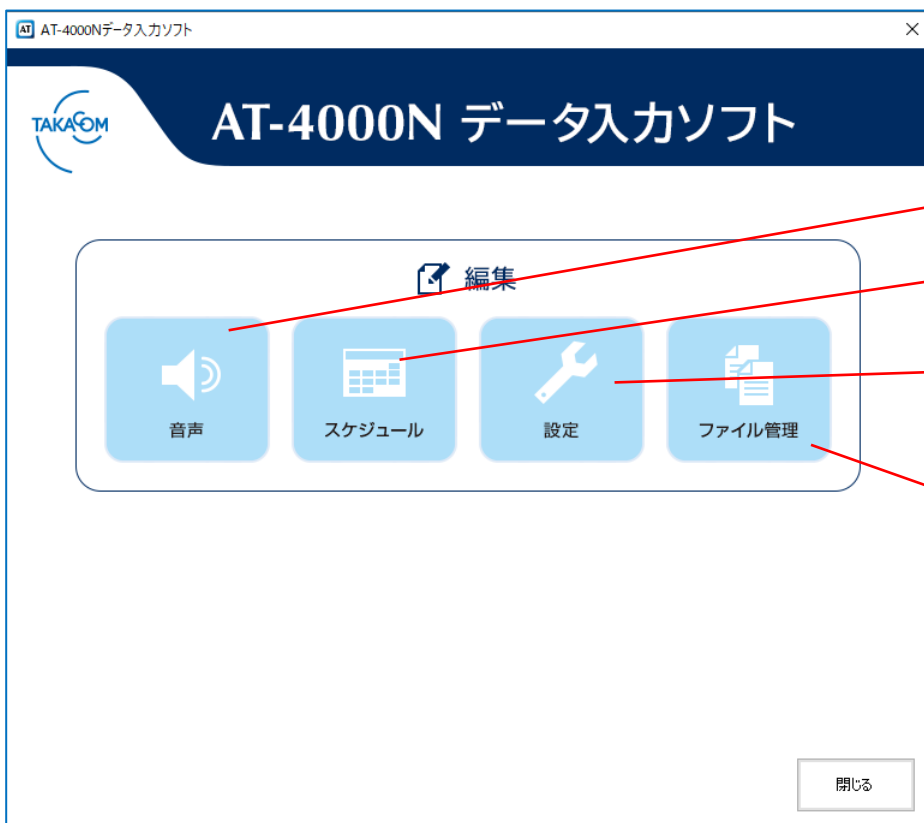 AT AT-4000Nデータ入力ソフト
TAKACOM
AT-4000N データ入力ソフト
編集
音声 スケジュール 設定 ファイル管理
閉じる